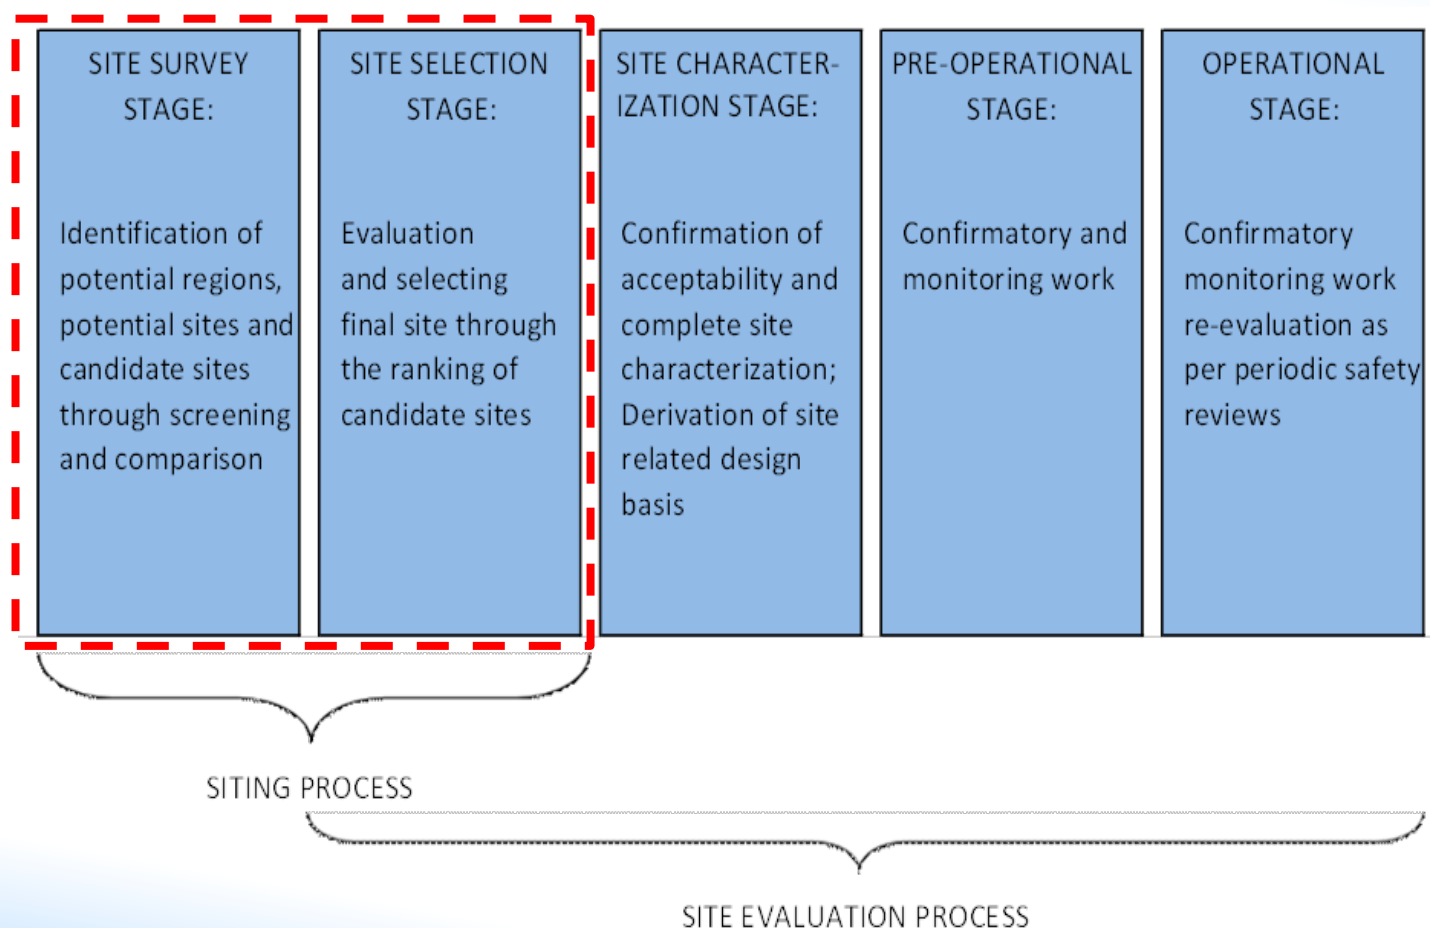 SITE SURVEY
STAGE:
Identification of
potential regions,
potential sites and
candidate sites
through screening
and comparison
SITE SELECTION
STAGE:
Evaluation
and selecting
final site through
the ranking of
candidate sites
SITE CHARACTER-
IZATION STAGE:
Confirmation of
acceptability and
complete site
characterization;
Derivation of site
related design
basis
PRE-OPERATIONAL
STAGE:
Confirmatory and
monitoring work
OPERATIONAL
STAGE:
Confirmatory
monitoring work
re-evaluation as
per periodic safety
reviews
SITING PROCESS
SITE EVALUATION PROCESS